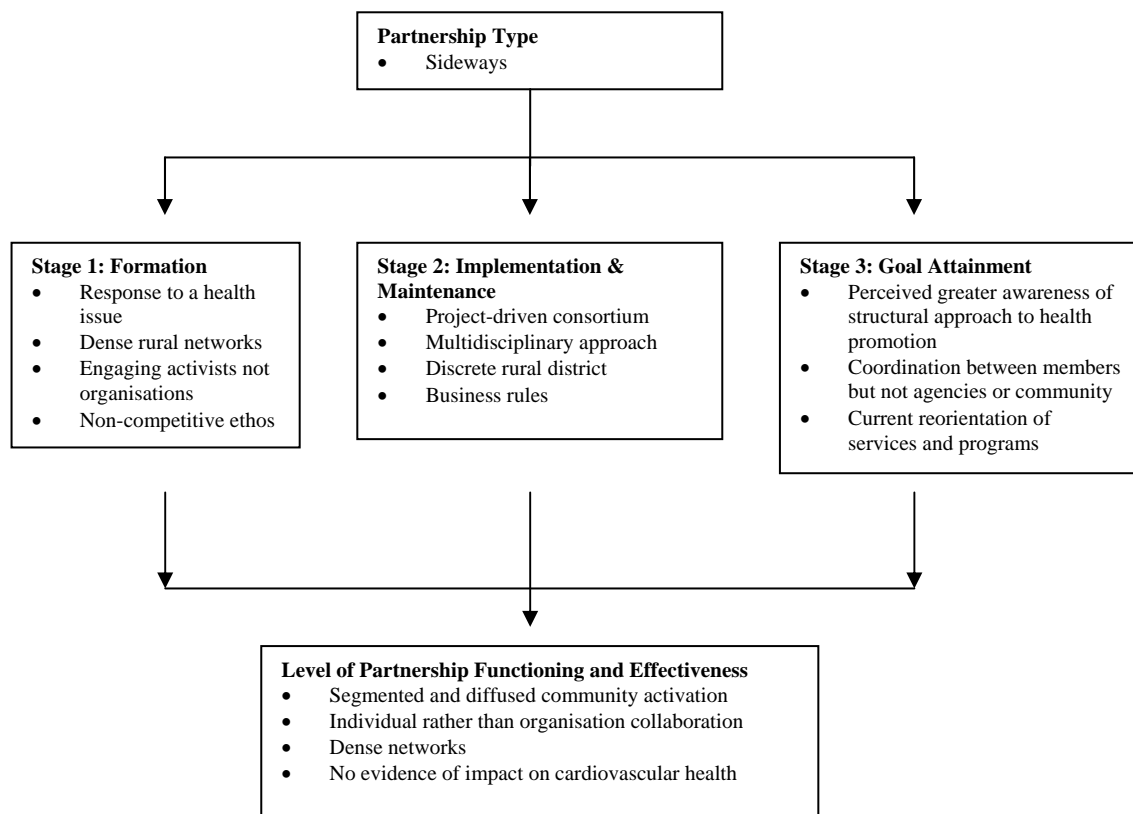 Partnership Type
• Sideways
Stage 1: Formation
• Response to a health
issue
• Dense rural networks
• Engaging activists not
organisations
• Non-competitive ethos
Stage 2: Implementation &
Maintenance
• Project-driven consortium
• Multidisciplinary approach
• Discrete rural district
• Business rules
Stage 3: Goal Attainment
• Perceived greater awareness of
structural approach to health
promotion
• Coordination between members
but not agencies or community
• Current reorientation of
services and programs
Level of Partnership Functioning and Effectiveness
• Segmented and diffused community activation
• Individual rather than organisation collaboration
• Dense networks
• No evidence of impact on cardiovascular health